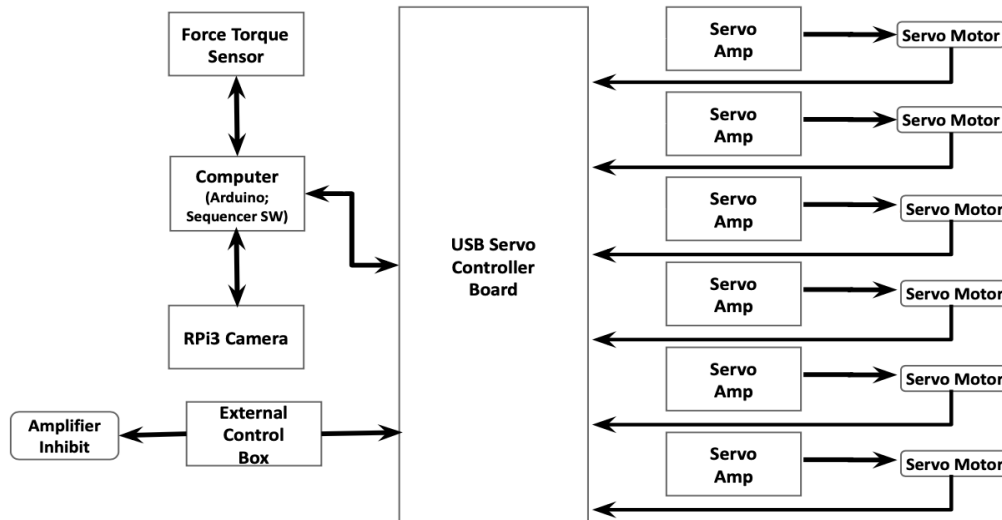 Force Torque
Sensor
Computer
(Arduino;
Sequencer SW)
RPi3 Camera
Amplifier
Inhibit
External
Control
Box
USB Servo
Controller
Board
Servo
Amp
Servo Motor
Servo
Amp
Servo Motor
Servo
Amp
Servo Motor
Servo
Amp
Servo Motor
Servo
Amp
Servo Motor
Servo
Amp
Servo Motor